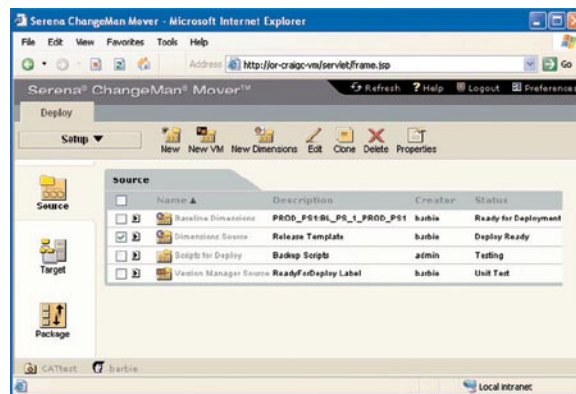 Serena ChangeMan Mover - Microsoft Internet Explorer
File Edit View Favorites Tools Help
Address http://or-craigc-vm/servlet/frame.jsp Go
Serena® ChangeMan® Mover™ Refresh Help Logout Preferences
Deploy
Setup
New New VM New Dimensions Edit Clone Delete Properties
Source
Target
Package
Source
Name Description Creator Status
Baseline Dimensions PROD_PS1:BL_PS_1_PROD_PS1 barbie Ready for Deployment
Dimensions Source Release Template barbie Deploy Ready
Scripts for Deploy Backup Scripts admin Testing
Version Manager Source ReadyForDeploy Label barbie Unit Test
CATtest barbie
Local intranet